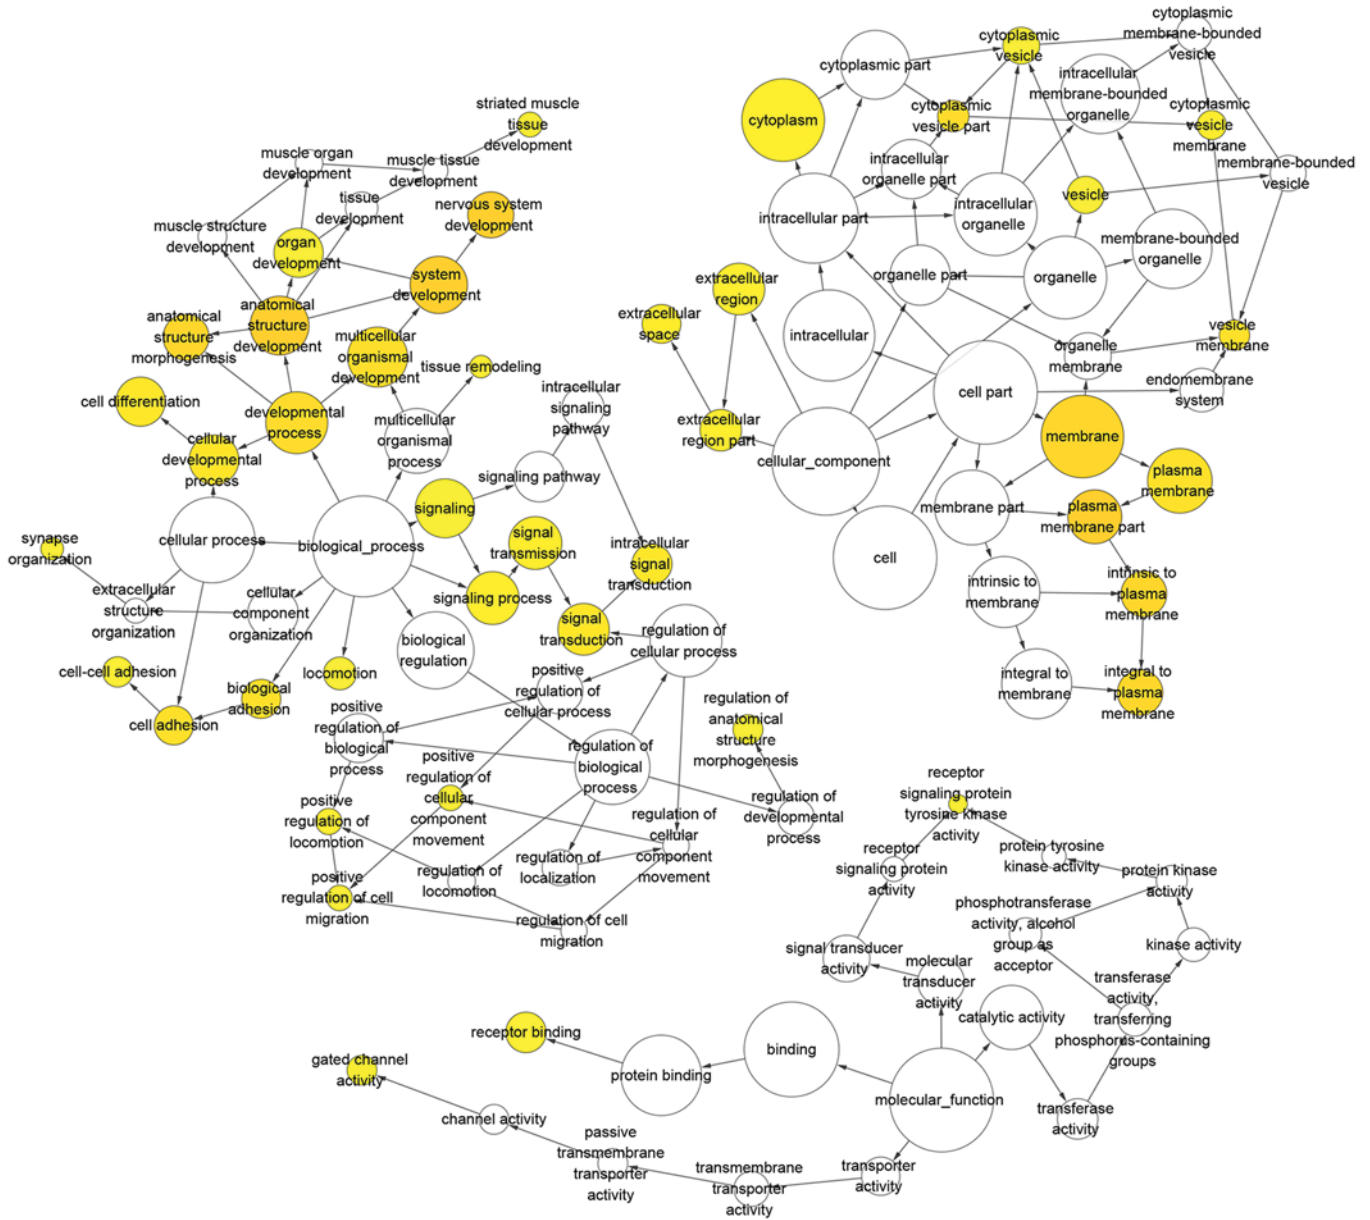 cytoplasmic
membrane-bounded
vesicle
cytoplasmic
vesicle
cytoplasmic part
intracellular
membrane-bounded
organelle
cytoplasm
cytoplasmic
vesicle part
cytoplasmic
vesicle
membrane
intracellular
organelle part
membrane-bounded
vesicle
vesicle
intracellular part
intracellular
organelle
membrane-bounded
organelle
organelle part
organelle
extracellular
region
extracellular
space
intracellular
vesicle
membrane
organelle
membrane
endomembrane
system
cell part
extracellular
region part
cellular_component
membrane
plasma
membrane
membrane part
plasma
membrane part
cell
intrinsic to
membrane
intrinsic to
plasma
membrane
integral to
membrane
integral to
plasma
membrane
striated muscle
tissue
development
muscle organ
development
muscle tissue
development
tissue
development
nervous system
development
muscle structure
development
organ
development
system
development
anatomical
structure
morphogenesis
anatomical
structure
development
multicellular
organismal
development
tissue remodeling
cell differentiation
developmental
process
multicellular
organismal
process
intracellular
signaling
pathway
cellular
developmental
process
signaling pathway
signaling
cellular process
biological_process
signal
transmission
intracellular
signal
transduction
synapse
organization
extracellular
structure
organization
cellular
component
organization
signaling process
signal
transduction
biological
regulation
regulation of
cellular process
cell-cell adhesion
locomotion
biological
adhesion
cell adhesion
positive
regulation of
cellular process
positive
regulation of
biological
process
regulation of
anatomical
structure
morphogenesis
regulation of
biological
process
positive
regulation of
cellular
component
movement
regulation of
developmental
process
positive
regulation of
locomotion
regulation of
cellular
component
movement
regulation of
localization
regulation of
locomotion
positive
regulation of cell
migration
regulation of cell
migration
receptor
signaling protein
tyrosine kinase
activity
receptor
signaling protein
activity
protein tyrosine
kinase activity
protein kinase
activity
phosphotransferase
activity, alcohol
group as
acceptor
kinase activity
signal transducer
activity
molecular
transducer
activity
transferase
activity,
transferring
phosphorus-containing
groups
catalytic activity
receptor binding
binding
protein binding
gated channel
activity
molecular_function
transferase
activity
channel activity
passive
transmembrane
transporter
activity
transmembrane
transporter
activity
transporter
activity